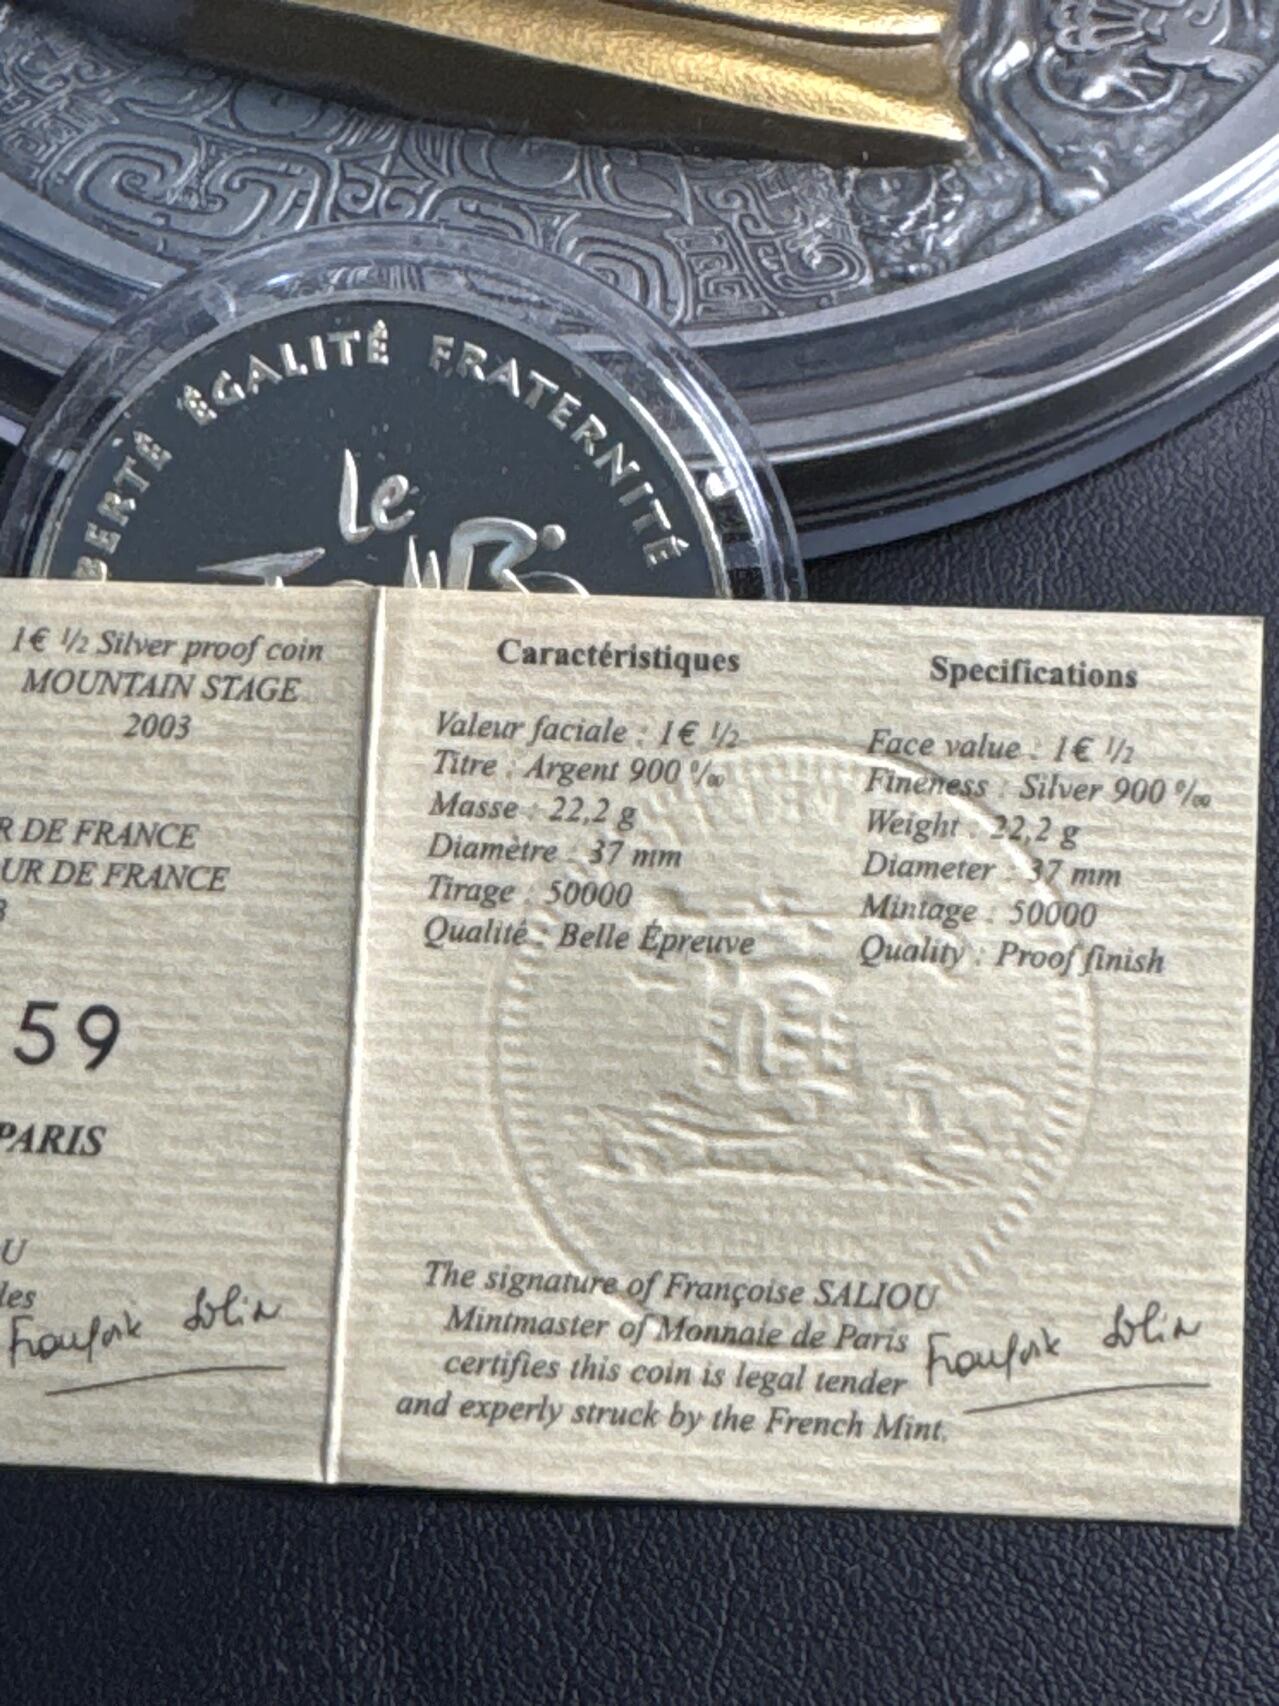 BERTÉ ÉGALITÉ FRATERNITÉ
Le
1€ ½ Silver proof coin
MOUNTAIN STAGE
2003
R DE FRANCE
UR DE FRANCE
59
PARIS
U
les
Caractéristiques
Valeur faciale : 1€ ½
Titre : Argent 900 ‰
Masse : 22,2 g
Diamètre : 37 mm
Tirage : 50000
Qualité : Belle Épreuve
Specifications
Face value : 1€ ½
Fineness : Silver 900 ‰
Weight : 22,2 g
Diameter : 37 mm
Mintage : 50000
Quality : Proof finish
The signature of Françoise SALIOU
Mintmaster of Monnaie de Paris
certifies this coin is legal tender
and experly struck by the French Mint.